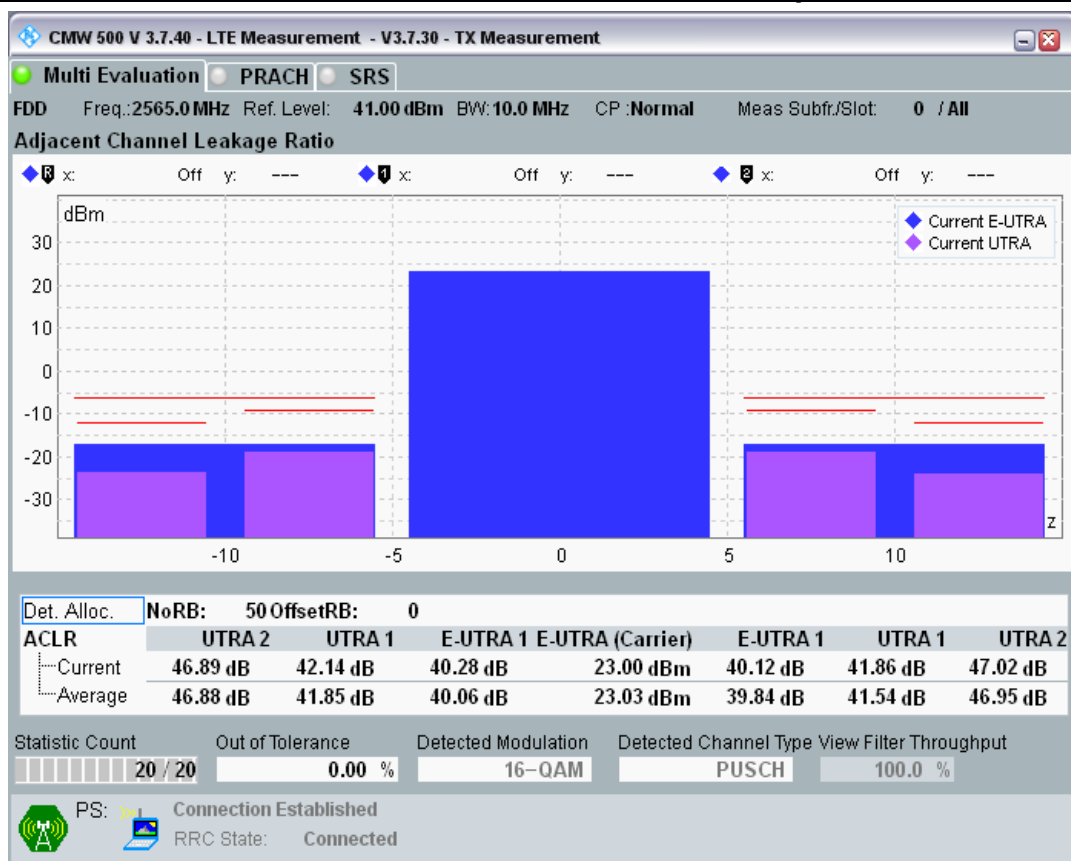 CMW 500 V 3.7.40 - LTE Measurement - V3.7.30 - TX Measurement
Multi Evaluation PRACH SRS
FDD Freq.:2565.0 MHz Ref. Level: 41.00 dBm BW:10.0 MHz CP :Normal Meas Subfr./Slot: 0 / All
Adjacent Channel Leakage Ratio
R x: Off y: --- 1 x: Off y: --- 2 x: Off y: ---
dBm
Current E-UTRA
Current UTRA
30
20
10
0
-10
-20
-30
z
-10 -5 0 5 10
Det. Alloc. NoRB: 50 OffsetRB: 0
ACLR UTRA 2 UTRA 1 E-UTRA 1 E-UTRA (Carrier) E-UTRA 1 UTRA 1 UTRA 2
Current 46.89 dB 42.14 dB 40.28 dB 23.00 dBm 40.12 dB 41.86 dB 47.02 dB
Average 46.88 dB 41.85 dB 40.06 dB 23.03 dBm 39.84 dB 41.54 dB 46.95 dB
Statistic Count Out of Tolerance Detected Modulation Detected Channel Type View Filter Throughput
20 / 20 0.00 % 16-QAM PUSCH 100.0 %
PS: Connection Established
RRC State: Connected